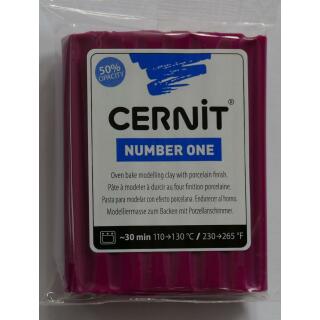 50%
OPACITY
CERNiT®
NUMBER ONE
Oven bake modelling clay with porcelain finish.
Pâte à modeler à durcir au four finition porcelaine.
Pasta para modelar con efecto porcelana. Endurecer al horno.
Modelliermasse zum Backen mit Porzellanschimmer.
~30 min 110→130 °C / 230→265 °F